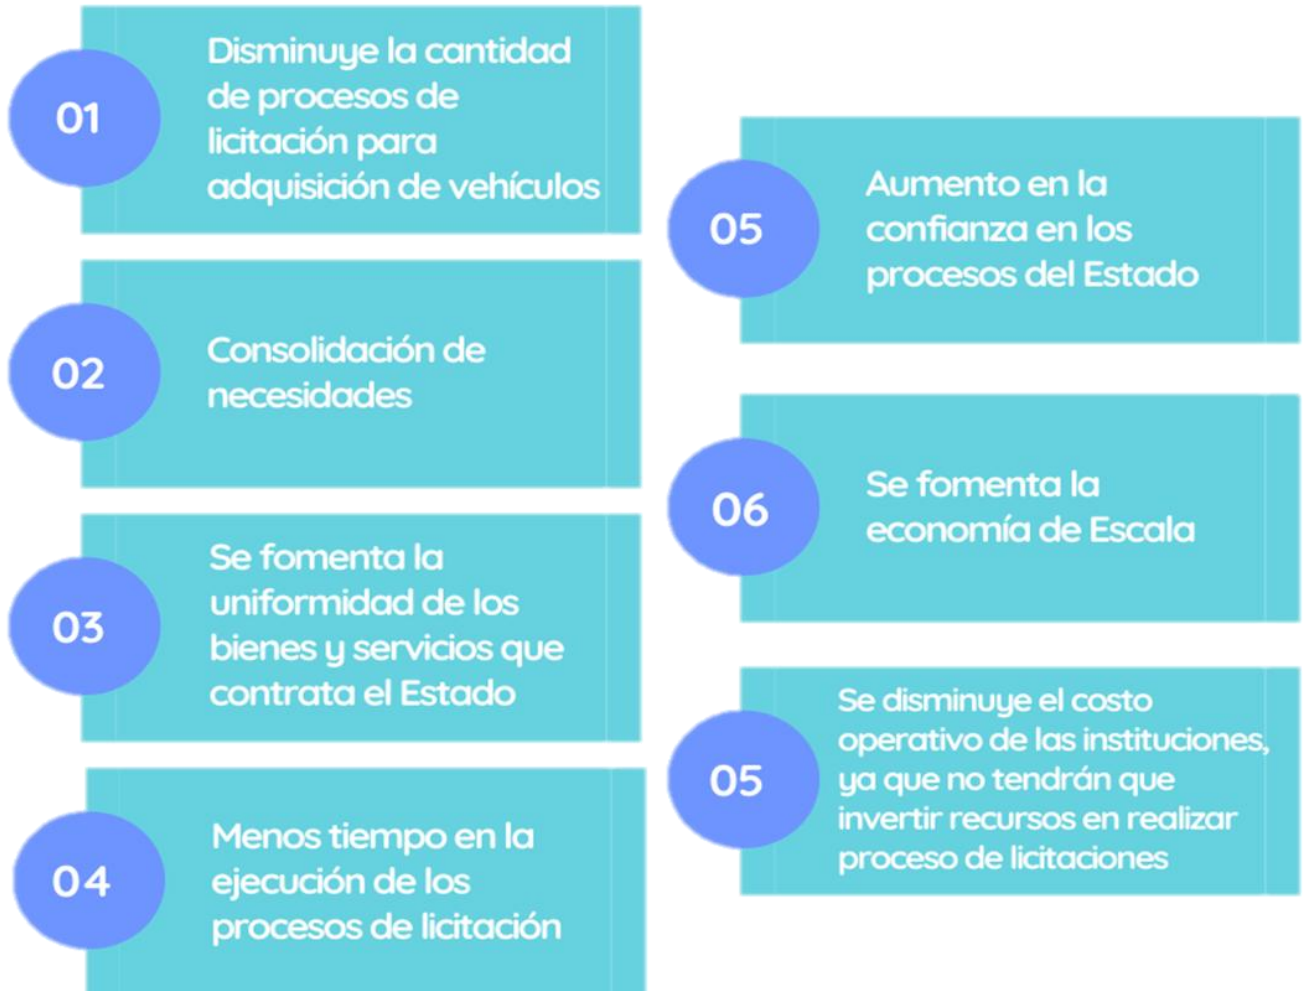 01
Disminuye la cantidad
de procesos de
licitación para
adquisición de vehículos
02
Consolidación de
necesidades
03
Se fomenta la
uniformidad de los
bienes y servicios que
contrata el Estado
04
Menos tiempo en la
ejecución de los
procesos de licitación
05
Aumento en la
confianza en los
procesos del Estado
06
Se fomenta la
economía de Escala
05
Se disminuye el costo
operativo de las instituciones,
ya que no tendrán que
invertir recursos en realizar
proceso de licitaciones